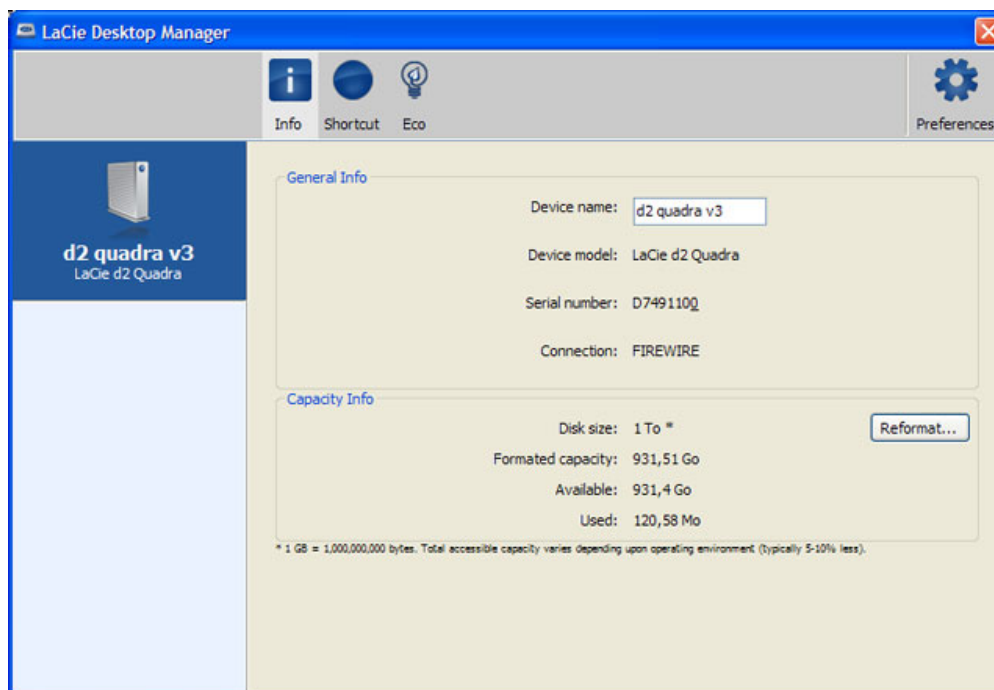 LaCie Desktop Manager
Info
Shortcut
Eco
Preferences
d2 quadra v3
LaCie d2 Quadra
General Info
Device name: d2 quadra v3
Device model: LaCie d2 Quadra
Serial number: D7491100
Connection: FIREWIRE
Capacity Info
Disk size: 1 To *
Reformat...
Formated capacity: 931,51 Go
Available: 931,4 Go
Used: 120,58 Mo
* 1 GB = 1,000,000,000 bytes. Total accessible capacity varies depending upon operating environment (typically 5-10% less).